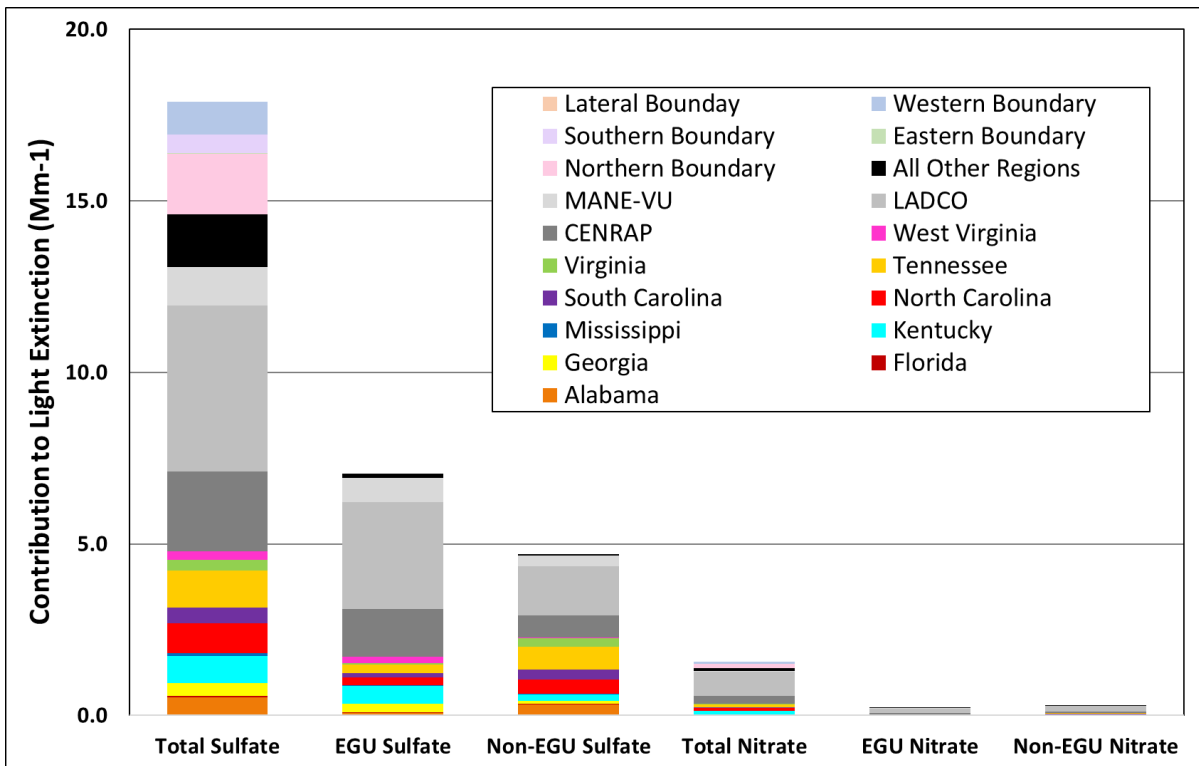 Contribution to Light Extinction (Mm-1)
20.0
15.0
10.0
5.0
0.0
Lateral Bounday Western Boundary
Southern Boundary Eastern Boundary
Northern Boundary All Other Regions
MANE-VU LADCO
CENRAP West Virginia
Virginia Tennessee
South Carolina North Carolina
Mississippi Kentucky
Georgia Florida
Alabama
Total Sulfate EGU Sulfate Non-EGU Sulfate Total Nitrate EGU Nitrate Non-EGU Nitrate